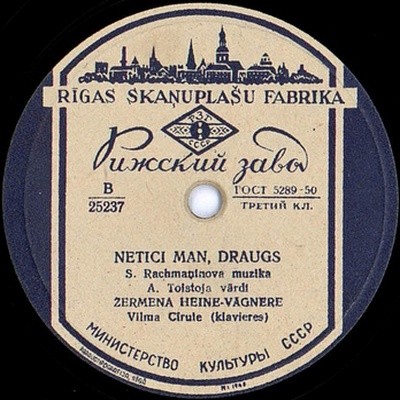 RĪGAS SKAŅUPLAŠU FABRIKA
Р.З.Г.
СССР
Рижский завод
B
25237
ГОСТ 5289-50
ТРЕТИЙ КЛ.
NETICI MAN, DRAUGS
S. Rachmaņinova muzika
A. Tolstoja vārdi
ŽERMENA HEINE-VĀGNERE
Vilma Cīrule (klavieres)
МИНИСТЕРСТВО КУЛЬТУРЫ СССР